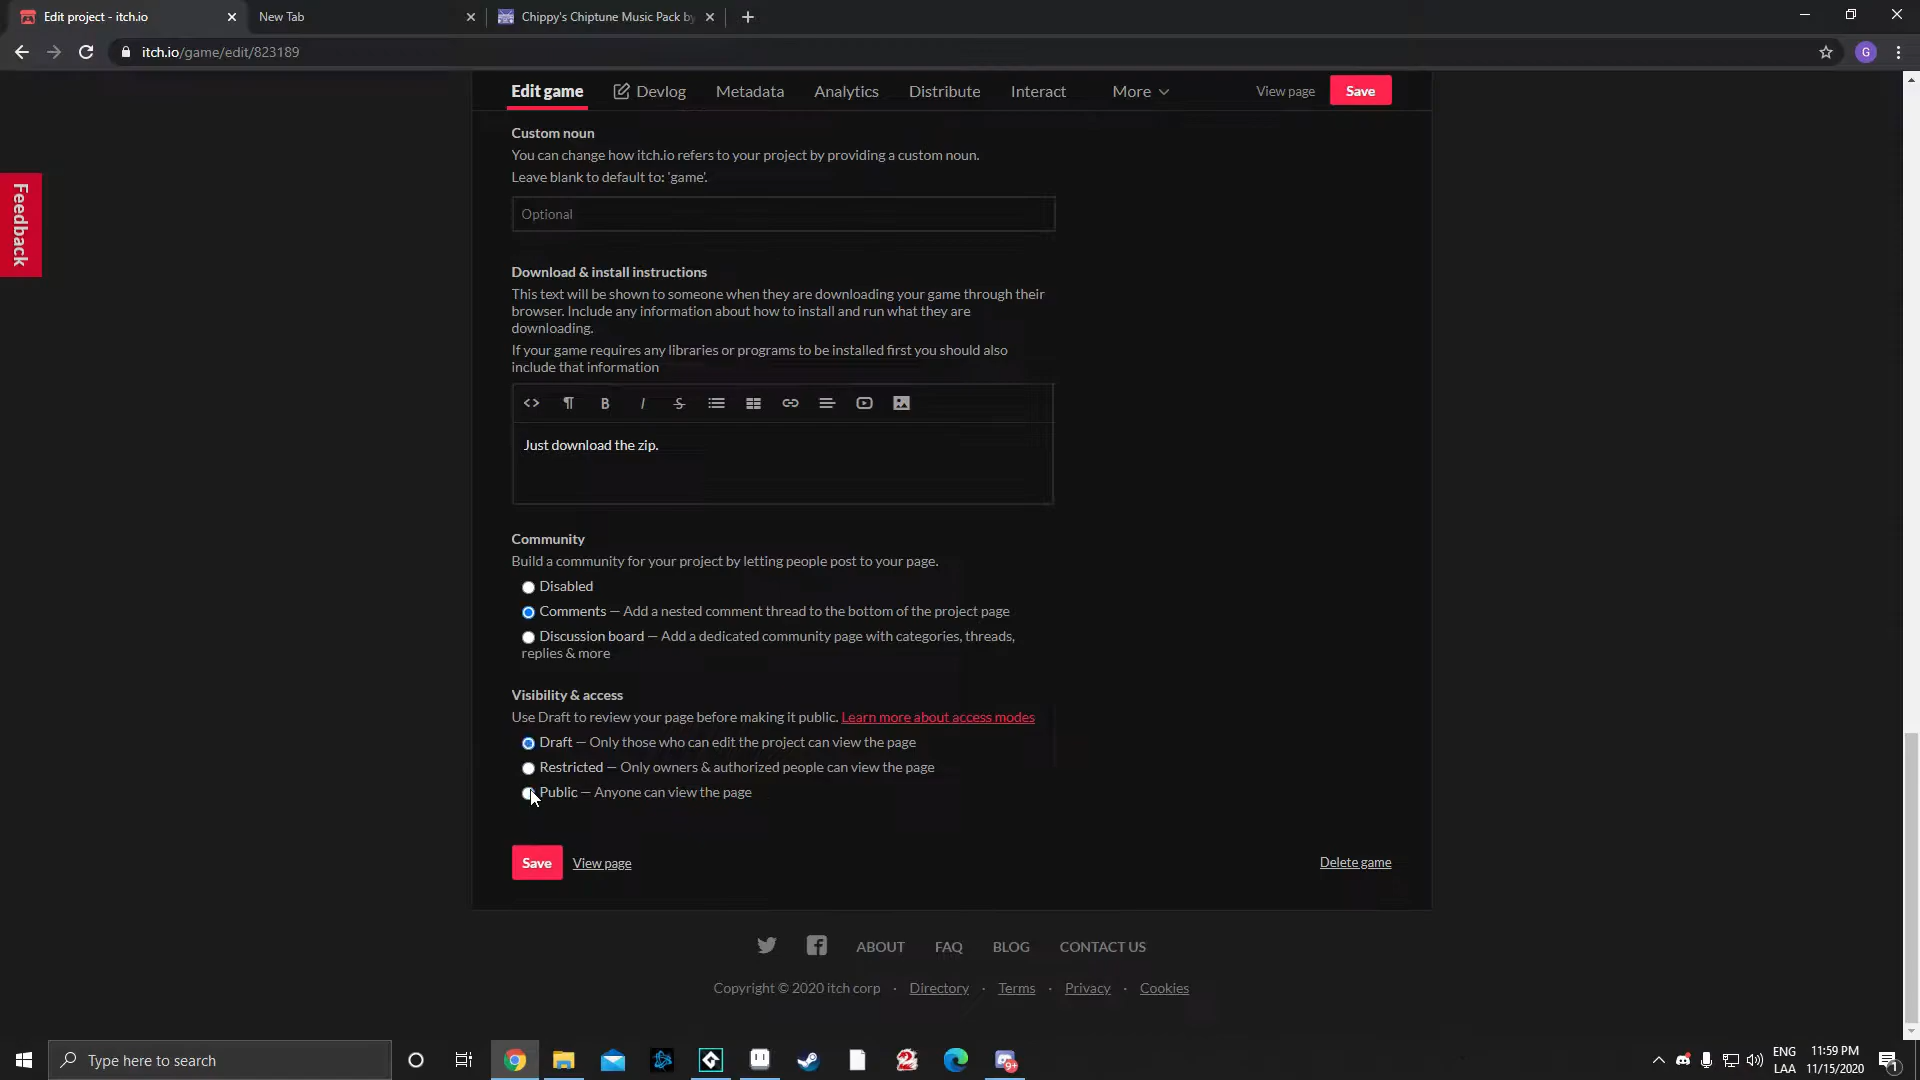 Edit project - itch.io
New Tab
Chippy's Chiptune Music Pack by
itch.io/game/edit/823189
G
Edit game
Devlog
Metadata
Analytics
Distribute
Interact
More
View page
Save
Feedback
Custom noun
You can change how itch.io refers to your project by providing a custom noun.
Leave blank to default to: 'game'.
Optional
Download & install instructions
This text will be shown to someone when they are downloading your game through their
browser. Include any information about how to install and run what they are
downloading.
If your game requires any libraries or programs to be installed first you should also
include that information
Just download the zip.
Community
Build a community for your project by letting people post to your page.
Disabled
Comments — Add a nested comment thread to the bottom of the project page
Discussion board — Add a dedicated community page with categories, threads,
replies & more
Visibility & access
Use Draft to review your page before making it public. Learn more about access modes
Draft — Only those who can edit the project can view the page
Restricted — Only owners & authorized people can view the page
Public — Anyone can view the page
Save
View page
Delete game
ABOUT
FAQ
BLOG
CONTACT US
Copyright © 2020 itch corp · Directory · Terms · Privacy · Cookies
Type here to search
9+
ENG
LAA
11:59 PM
11/15/2020
1